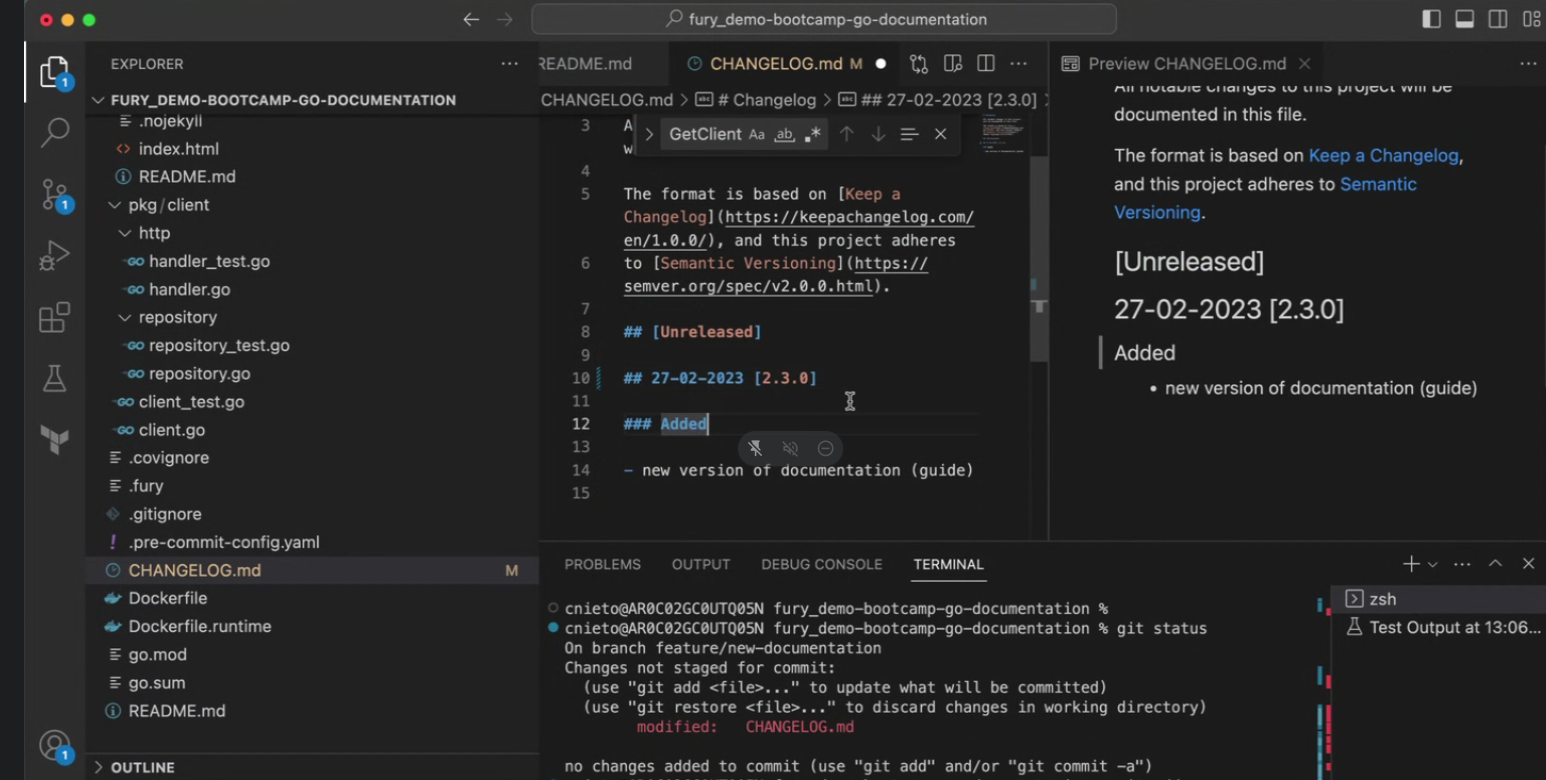 fury_demo-bootcamp-go-documentation
EXPLORER
FURY_DEMO-BOOTCAMP-GO-DOCUMENTATION
.nojekyll
index.html
README.md
pkg/client
http
handler_test.go
handler.go
repository
repository_test.go
repository.go
client_test.go
client.go
.covignore
.fury
.gitignore
.pre-commit-config.yaml
CHANGELOG.md M
Dockerfile
Dockerfile.runtime
go.mod
go.sum
README.md
OUTLINE
1
1
1
README.md
CHANGELOG.md M
CHANGELOG.md > # Changelog > ## 27-02-2023 [2.3.0]
GetClient Aa ab .*
3 A
w
4
5 The format is based on [Keep a
Changelog](https://keepachangelog.com/
en/1.0.0/), and this project adheres
6 to [Semantic Versioning](https://
semver.org/spec/v2.0.0.html).
7
8 ## [Unreleased]
9
10 ## 27-02-2023 [2.3.0]
11
12 ### Added
13
14 - new version of documentation (guide)
15
Preview CHANGELOG.md
All notable changes to this project will be
documented in this file.
The format is based on Keep a Changelog,
and this project adheres to Semantic
Versioning.
[Unreleased]
27-02-2023 [2.3.0]
Added
• new version of documentation (guide)
PROBLEMS OUTPUT DEBUG CONSOLE TERMINAL
cnieto@AR0C02GC0UTQ05N fury_demo-bootcamp-go-documentation %
cnieto@AR0C02GC0UTQ05N fury_demo-bootcamp-go-documentation % git status
On branch feature/new-documentation
Changes not staged for commit:
(use "git add <file>..." to update what will be committed)
(use "git restore <file>..." to discard changes in working directory)
modified: CHANGELOG.md
no changes added to commit (use "git add" and/or "git commit -a")
zsh
Test Output at 13:06...